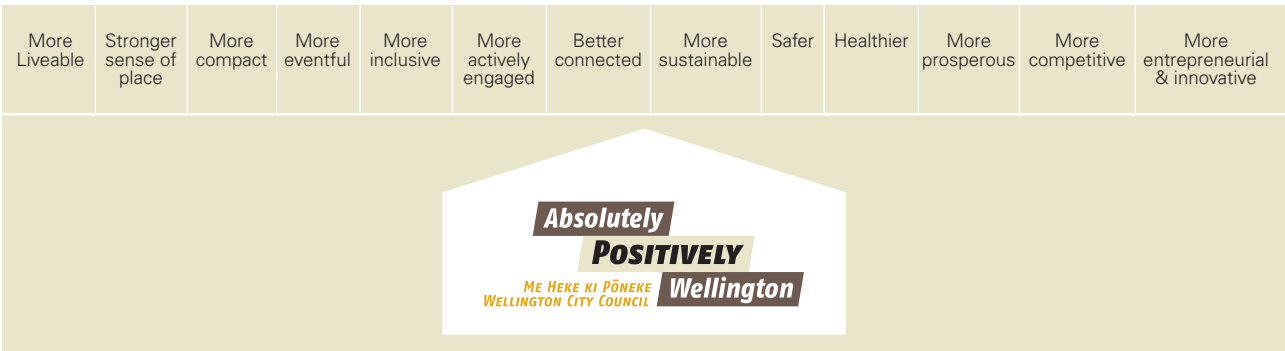 More
Liveable
Stronger
sense of
place
More
compact
More
eventful
More
inclusive
More
actively
engaged
Better
connected
More
sustainable
Safer
Healthier
More
prosperous
More
competitive
More
entrepreneurial
& innovative
Absolutely
POSITIVELY
ME HEKE KI PŌNEKE
WELLINGTON CITY COUNCIL
Wellington